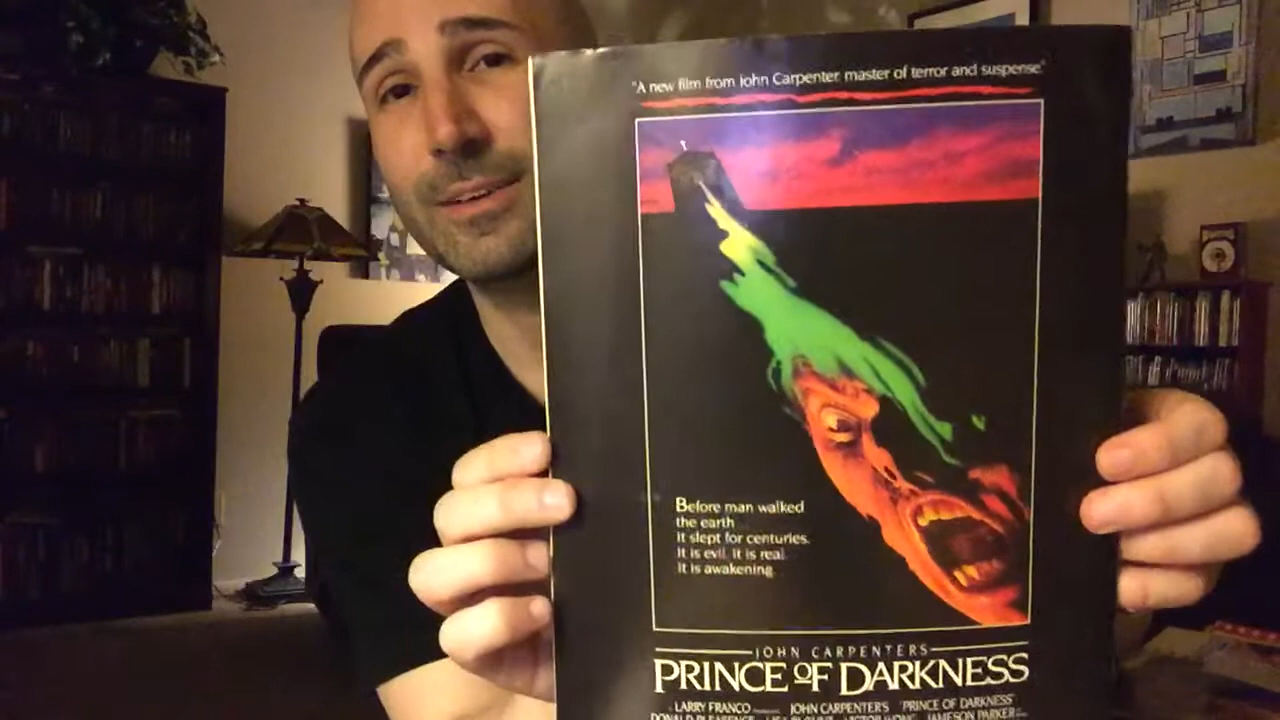 "A new film from John Carpenter master of terror and suspense"
Before man walked
the earth
it slept for centuries.
It is evil. It is real.
It is awakening.
JOHN CARPENTER'S
PRINCE OF DARKNESS
LARRY FRANCO JOHN CARPENTER'S "PRINCE OF DARKNESS"
DONALD PLEASENCE LISA BLOUNT VICTOR WONG JAMESON PARKER